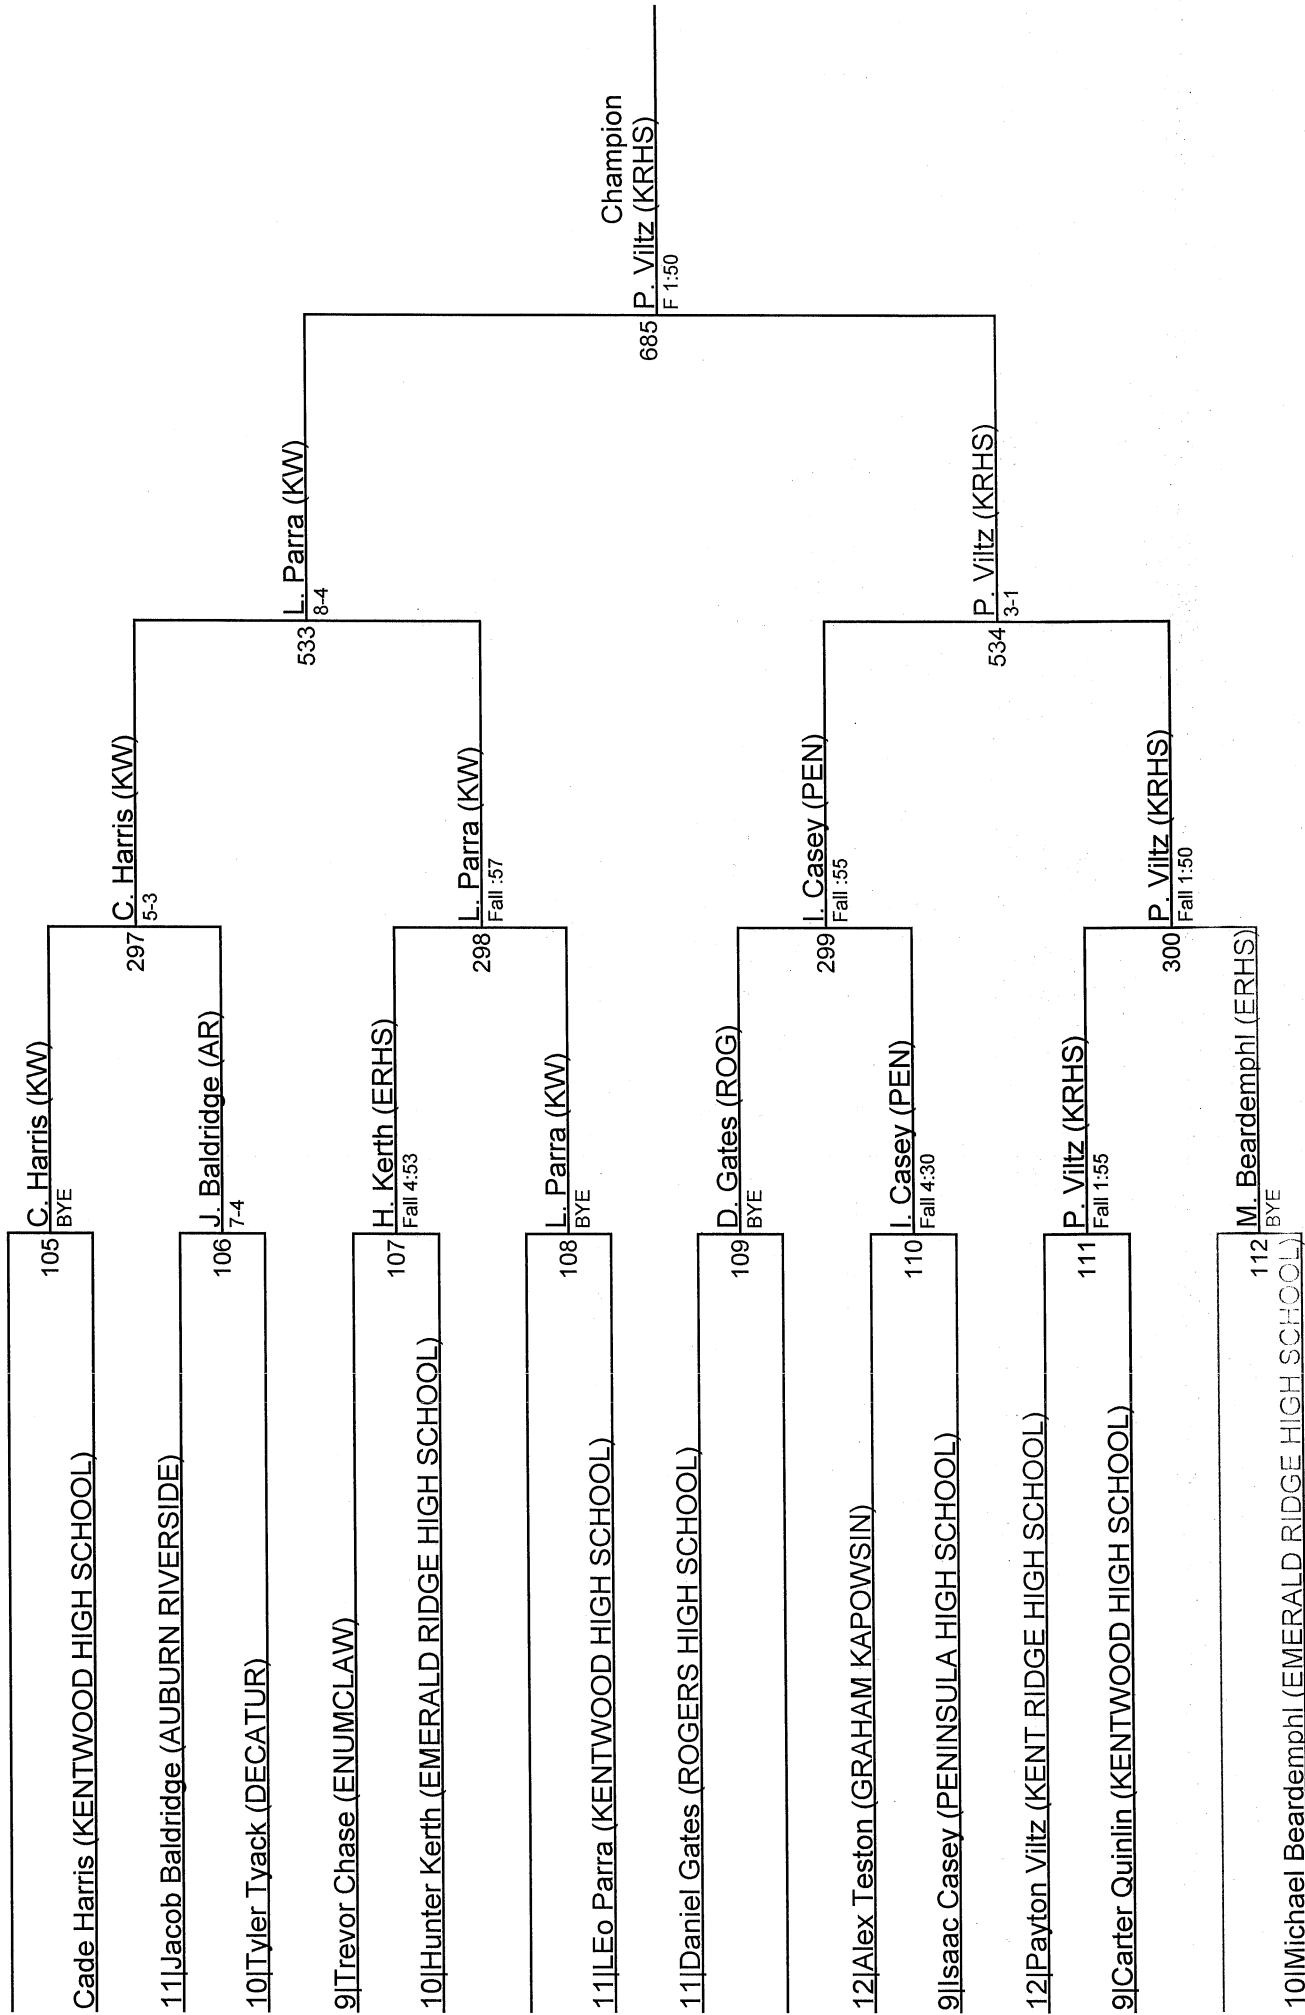 Cade Harris (KENTWOOD HIGH SCHOOL)
11|Jacob Baldridge (AUBURN RIVERSIDE)
10|Tyler Tyack (DECATUR)
9|Trevor Chase (ENUMCLAW)
10|Hunter Kerth (EMERALD RIDGE HIGH SCHOOL)
11|LEo Parra (KENTWOOD HIGH SCHOOL)
11|Daniel Gates (ROGERS HIGH SCHOOL)
12|Alex Teston (GRAHAM KAPOWSIN)
9|Isaac Casey (PENINSULA HIGH SCHOOL)
12|Payton Viltz (KENT RIDGE HIGH SCHOOL)
9|Carter Quinlin (KENTWOOD HIGH SCHOOL)
10|Michael Beardemphl (EMERALD RIDGE HIGH SCHOOL)
105
C. Harris (KW)
BYE
106
J. Baldridge (AR)
7-4
107
H. Kerth (ERHS)
Fall 4:53
108
L. Parra (KW)
BYE
109
D. Gates (ROG)
BYE
110
I. Casey (PEN)
Fall 4:30
111
P. Viltz (KRHS)
Fall 1:55
112
M. Beardemphl (ERHS)
BYE
297
C. Harris (KW)
5-3
298
L. Parra (KW)
Fall :57
299
I. Casey (PEN)
Fall :55
300
P. Viltz (KRHS)
Fall 1:50
533
L. Parra (KW)
8-4
534
P. Viltz (KRHS)
3-1
685
Champion
P. Viltz (KRHS)
F 1:50